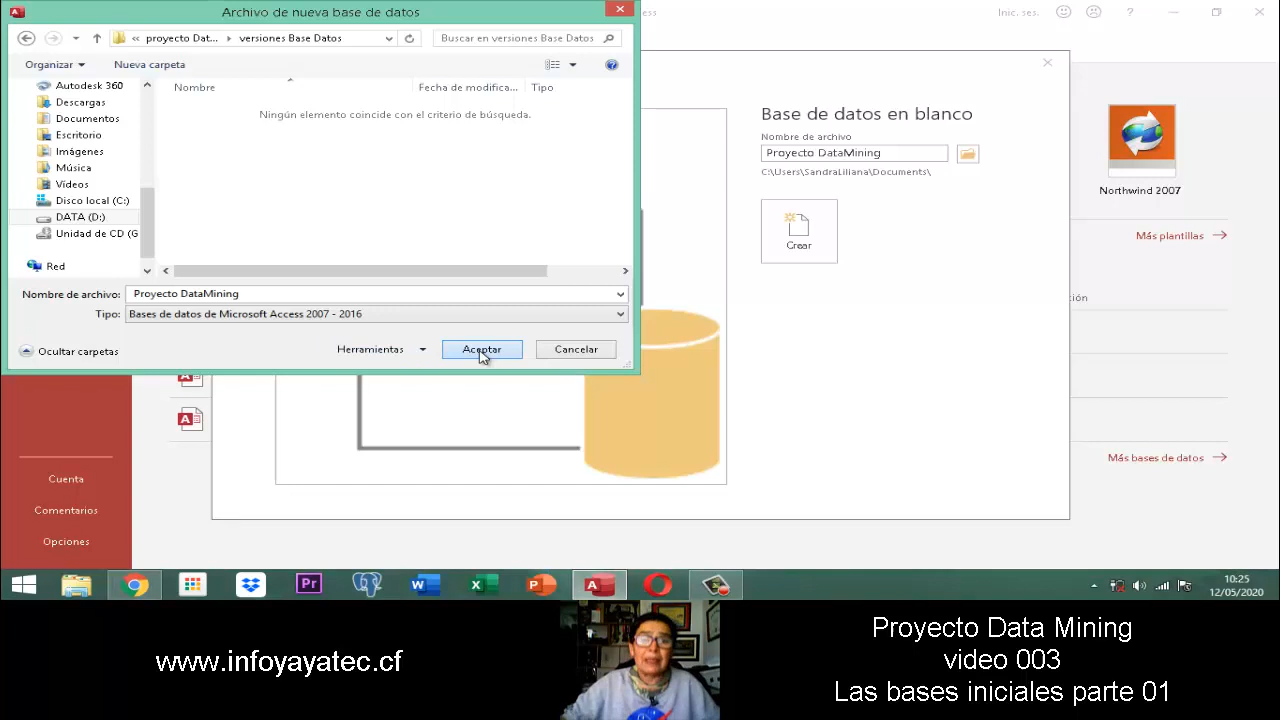 Archivo de nueva base de datos
ess
Inic. ses.
?
« proyecto Dat... › versiones Base Datos
Buscar en versiones Base Datos
Organizar
Nueva carpeta
Autodesk 360
Descargas
Documentos
Escritorio
Imágenes
Música
Vídeos
Disco local (C:)
DATA (D:)
Unidad de CD (G
Red
Nombre
Fecha de modifica...
Tipo
Ningún elemento coincide con el criterio de búsqueda.
Nombre de archivo: Proyecto DataMining
Tipo: Bases de datos de Microsoft Access 2007 - 2016
Ocultar carpetas
Herramientas
Aceptar
Cancelar
Base de datos en blanco
Nombre de archivo
Proyecto DataMining
C:\Users\SandraLiliana\Documents\
Crear
Northwind 2007
Más plantillas
ción
Más bases de datos
Cuenta
Comentarios
Opciones
Pr
10:25
12/05/2020
www.infoyayatec.cf
Proyecto Data Mining
video 003
Las bases iniciales parte 01